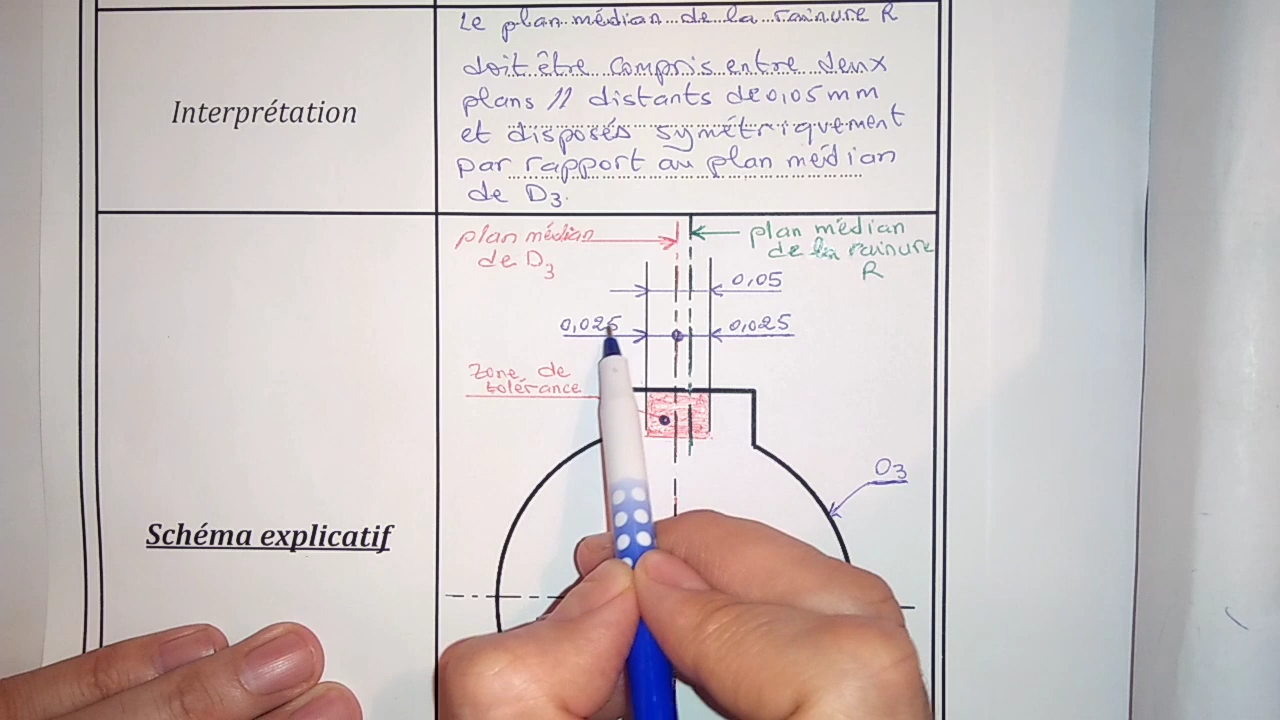 Interprétation
Le plan médian de la rainure R
doit être compris entre deux
plans // distants de 0,05 mm
et disposés symétriquement
par rapport au plan médian
de D3.
Schéma explicatif
plan médian
de D3
plan médian
de la rainure
R
0,05
0,025
0,025
zone de
tolérance
D3